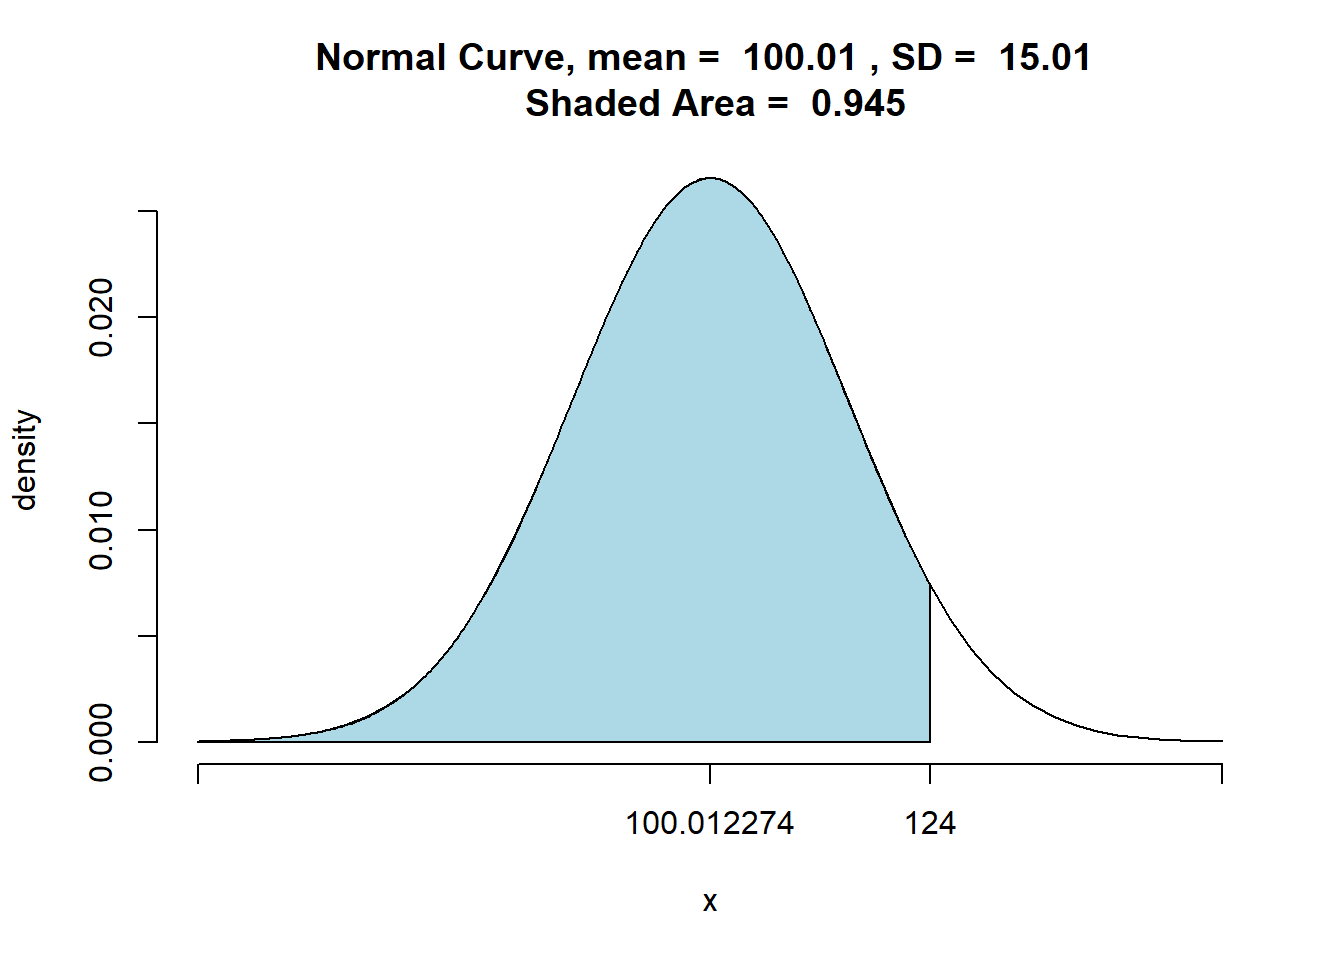 Normal Curve, mean =  100.01 , SD =  15.01
Shaded Area =  0.945
density
0.020
0.010
0.000
100.012274
124
x